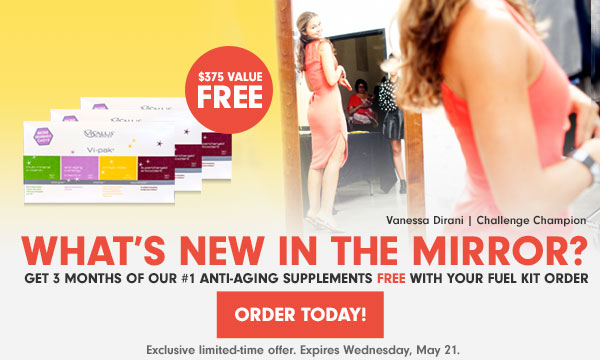 $375 VALUE
FREE
Vi-pak
Vanessa Dirani | Challenge Champion
WHAT'S NEW IN THE MIRROR?
GET 3 MONTHS OF OUR #1 ANTI-AGING SUPPLEMENTS FREE WITH YOUR FUEL KIT ORDER
ORDER TODAY!
Exclusive limited-time offer. Expires Wednesday, May 21.